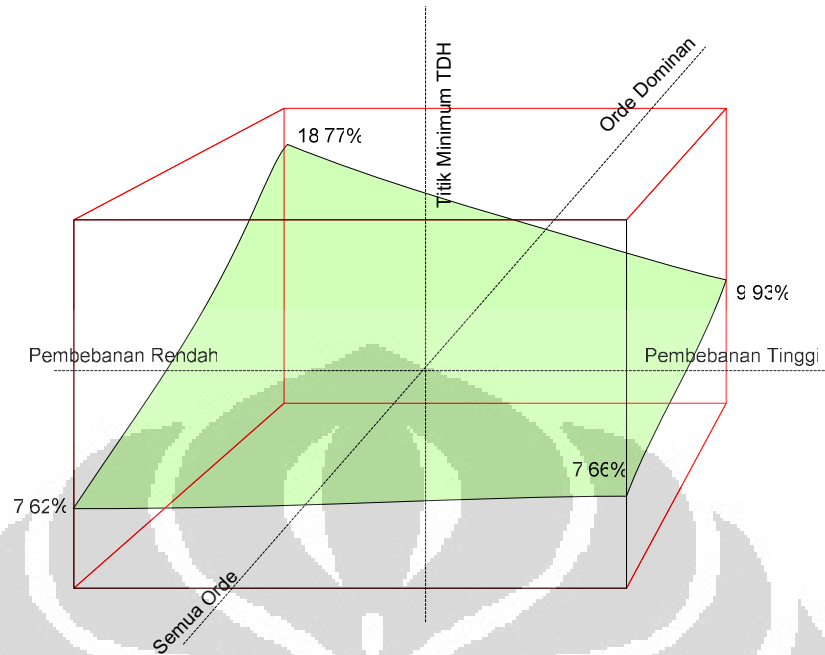 Titik Minimum TDH
Orde Dominan
18 77%
9 93%
Pembebanan Rendah
Pembebanan Tinggi
7 66%
7 62%
Semua Orde